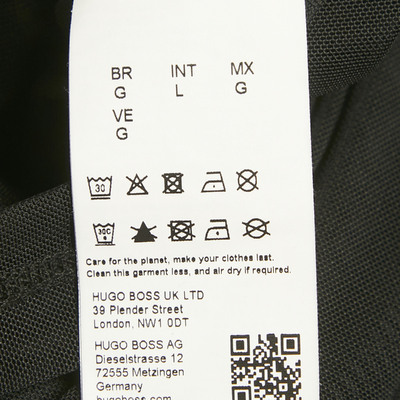 BR INT MX
G L G
VE
G
30
30C
Care for the planet, make your clothes last.
Clean this garment less, and air dry if required.
HUGO BOSS UK LTD
39 Plender Street
London, NW1 0DT
HUGO BOSS AG
Dieselstrasse 12
72555 Metzingen
Germany
hugoboss.com